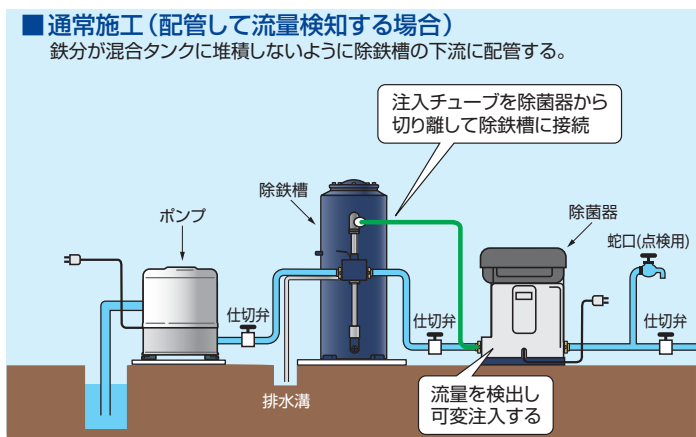 ■通常施工(配管して流量検知する場合)
鉄分が混合タンクに堆積しないように除鉄槽の下流に配管する。
注入チューブを除菌器から
切り離して除鉄槽に接続
除鉄槽
ポンプ
除菌器
蛇口(点検用)
仕切弁
仕切弁
仕切弁
排水溝
流量を検出し
可変注入する